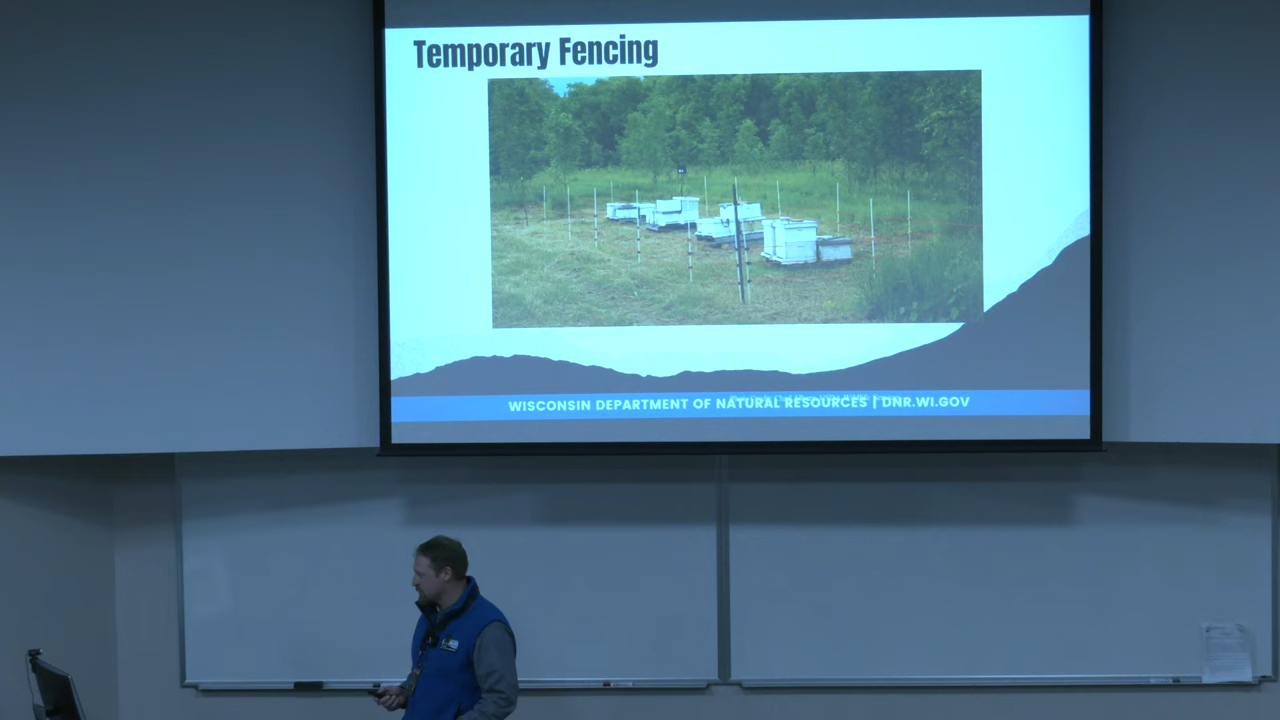 Temporary Fencing
WISCONSIN DEPARTMENT OF NATURAL RESOURCES | DNR.WI.GOV